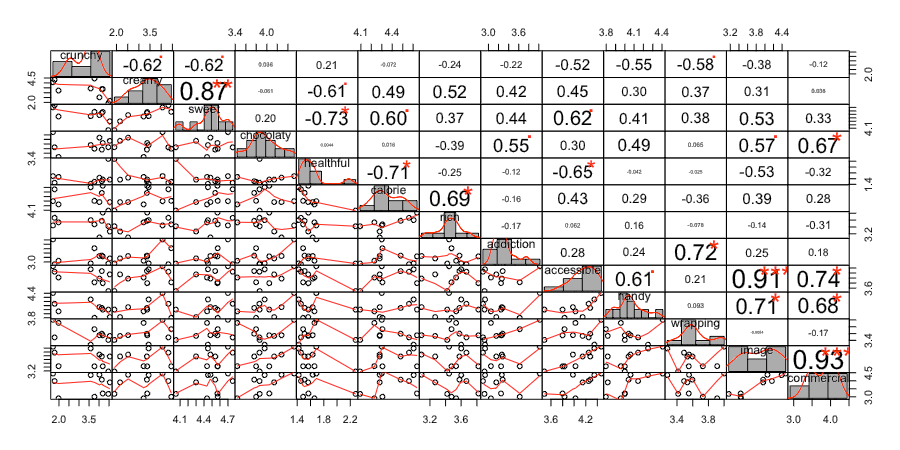 2.0 3.5 3.4 4.0 4.1 4.4 3.0 3.6 3.8 4.1 4.4 3.2 3.8 4.4
crunchy -0.62 -0.62 0.036 0.21 -0.072 -0.24 -0.22 -0.52 -0.55 -0.58 -0.38 -0.12 2.0
4.5 2.0 creamy 0.87** -0.061 -0.61 0.49 0.52 0.42 0.45 0.30 0.37 0.31 0.038
sweet 0.20 -0.73* 0.60 0.37 0.44 0.62 0.41 0.38 0.53 0.33 4.1
3.4 chocolaty 0.0044 0.018 -0.39 0.55 0.30 0.49 0.065 0.57 0.67*
healthful -0.71* -0.25 -0.12 -0.65* -0.042 -0.025 -0.53 -0.32 1.4
4.1 calorie 0.69* -0.16 0.43 0.29 -0.36 0.39 0.28
rich -0.17 0.062 0.16 -0.078 -0.14 -0.31 3.2
3.0 addiction 0.28 0.24 0.72* 0.25 0.18
accessible 0.61 0.21 0.91*** 0.74* 3.6
4.4 3.8 handy 0.093 0.71* 0.68*
wrapping -0.17 3.4
3.2 image 0.93***
commercial 4.5 3.0
2.0 3.5 4.1 4.4 4.7 1.4 1.8 2.2 3.2 3.6 3.6 4.2 3.4 3.8 3.0 4.0